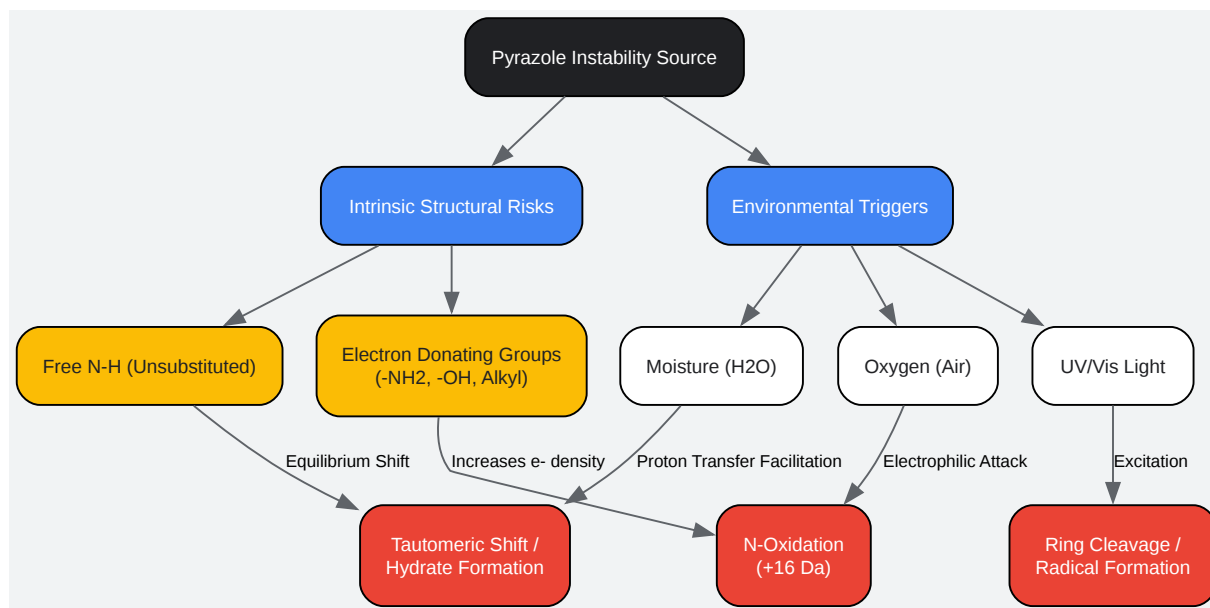 Pyrazole Instability Source
Intrinsic Structural Risks
Environmental Triggers
Free N-H (Unsubstituted)
Electron Donating Groups
(-NH2, -OH, Alkyl)
Moisture (H2O)
Oxygen (Air)
UV/Vis Light
Equilibrium Shift
Increases e- density
Proton Transfer Facilitation
Electrophilic Attack
Excitation
Tautomeric Shift /
Hydrate Formation
N-Oxidation
(+16 Da)
Ring Cleavage /
Radical Formation